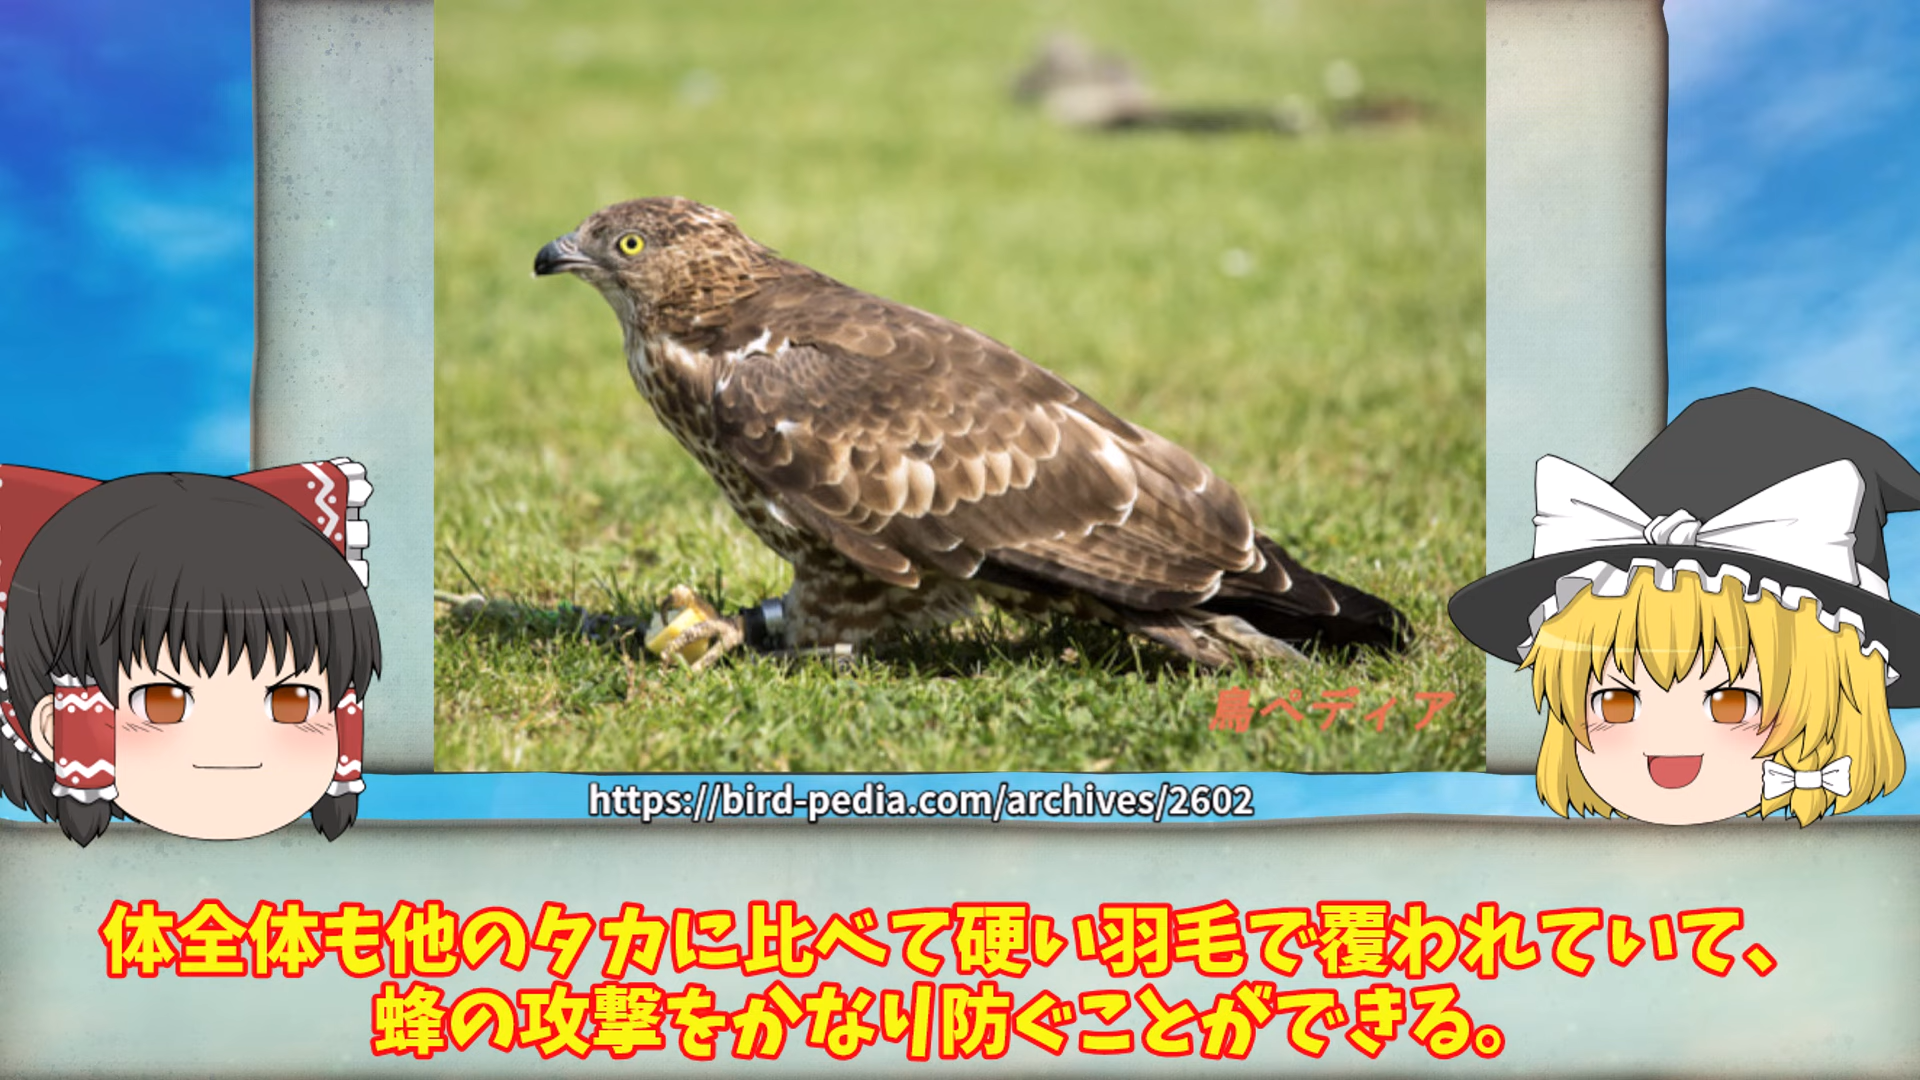 鳥ペディア
https://bird-pedia.com/archives/2602
体全体も他のタカに比べて硬い羽毛で覆われていて、
蜂の攻撃をかなり防ぐことができる。